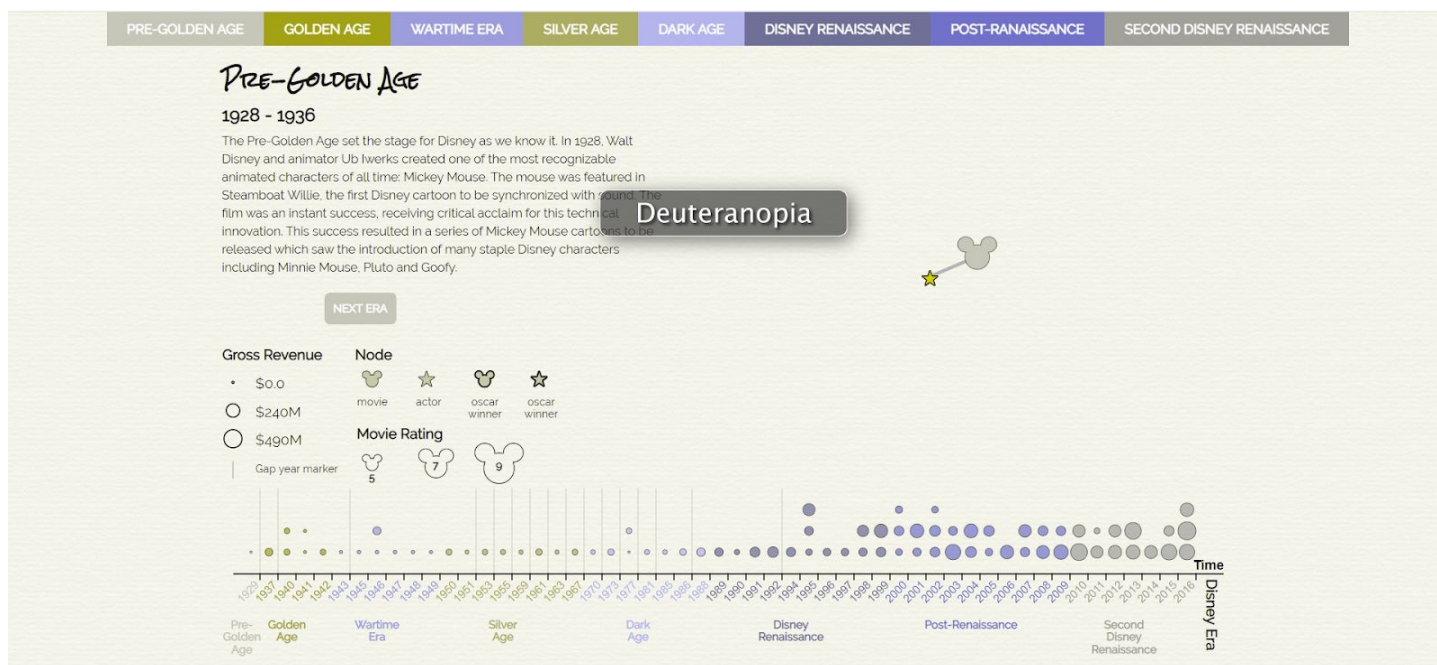 PRE-GOLDEN AGE GOLDEN AGE WARTIME ERA SILVER AGE DARK AGE DISNEY RENAISSANCE POST-RANAISSANCE SECOND DISNEY RENAISSANCE
Pre-Golden Age
1928 - 1936
The Pre-Golden Age set the stage for Disney as we know it. In 1928, Walt
Disney and animator Ub Iwerks created one of the most recognizable
animated characters of all time: Mickey Mouse. The mouse was featured in
Steamboat Willie, the first Disney cartoon to be synchronized with sound. The
film was an instant success, receiving critical acclaim for this technical
innovation. This success resulted in a series of Mickey Mouse cartoons to be
released which saw the introduction of many staple Disney characters
including Minnie Mouse, Pluto and Goofy.
Deuteranopia
NEXT ERA
Gross Revenue
$0.0
$240M
$490M
Gap year marker
Node
movie
actor
oscar
winner
oscar
winner
Movie Rating
5
7
9
Time
1929 1937 1940 1941 1942 1943 1945 1946 1947 1948 1949 1950 1951 1953 1955 1959 1961 1963 1967 1970 1973 1977 1981 1985 1986 1988 1989 1990 1991 1992 1994 1995 1996 1997 1998 1999 2000 2001 2002 2003 2004 2005 2006 2007 2008 2009 2010 2011 2012 2013 2014 2015 2016
Pre-
Golden
Age
Golden
Age
Wartime
Era
Silver
Age
Dark
Age
Disney
Renaissance
Post-Renaissance
Second
Disney
Renaissance
Disney Era